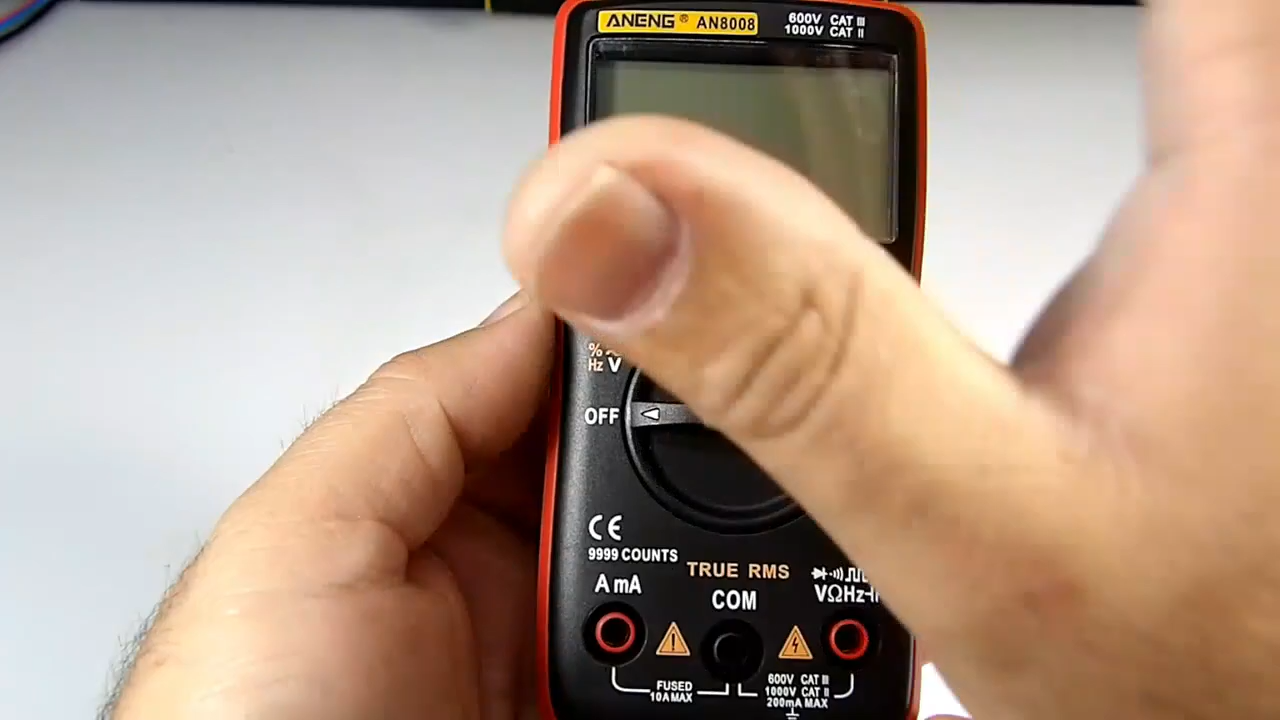 ANENG® AN8008
600V CAT III
1000V CAT II
%
Hz V
OFF
CE
9999 COUNTS
TRUE RMS
A mA
COM
VΩHz
FUSED
10A MAX
600V CAT III
1000V CAT II
200mA MAX